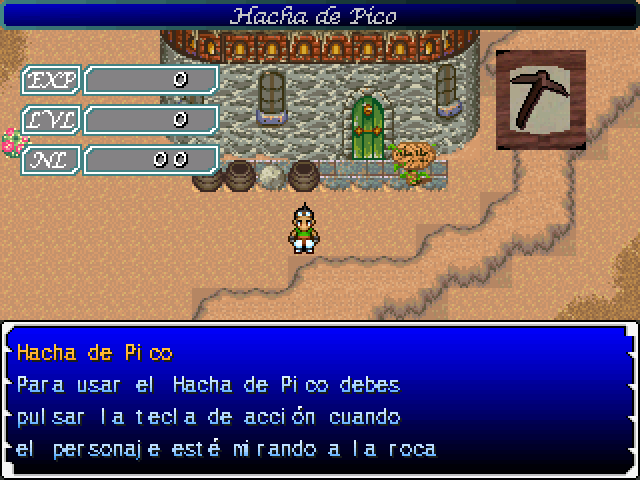 Hacha de Pico
EXP 0
LVL 0
NL 00
Hacha de Pico
Para usar el Hacha de Pico debes
pulsar la tecla de acción cuando
el personaje esté mirando a la roca